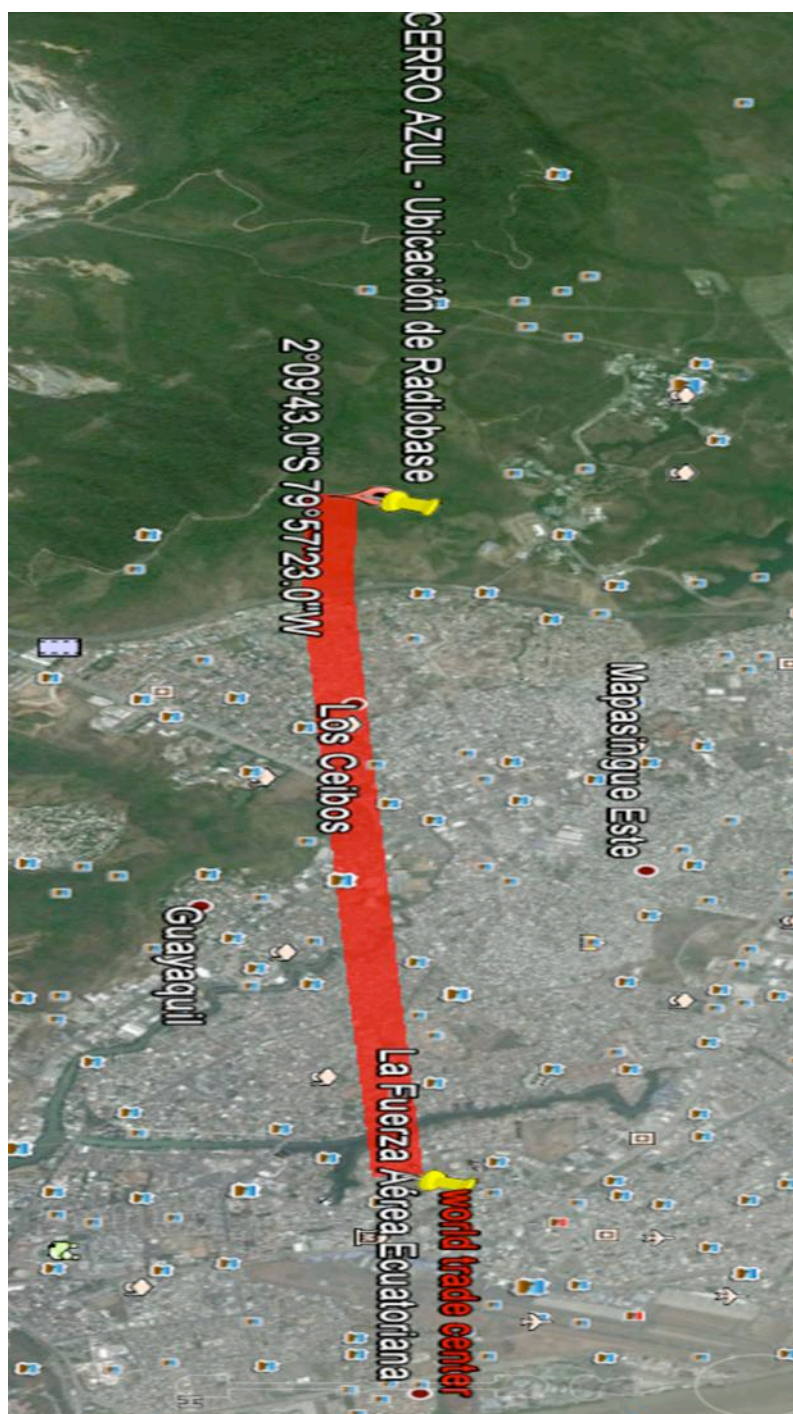 CERRO AZUL - Ubicación de Radiobase
2°09'43.0"S 79°57'23.0"W
Mapasingue Este
Los Ceibos
Guayaquil
La Fuerza Aérea Ecuatoriana
world trade center